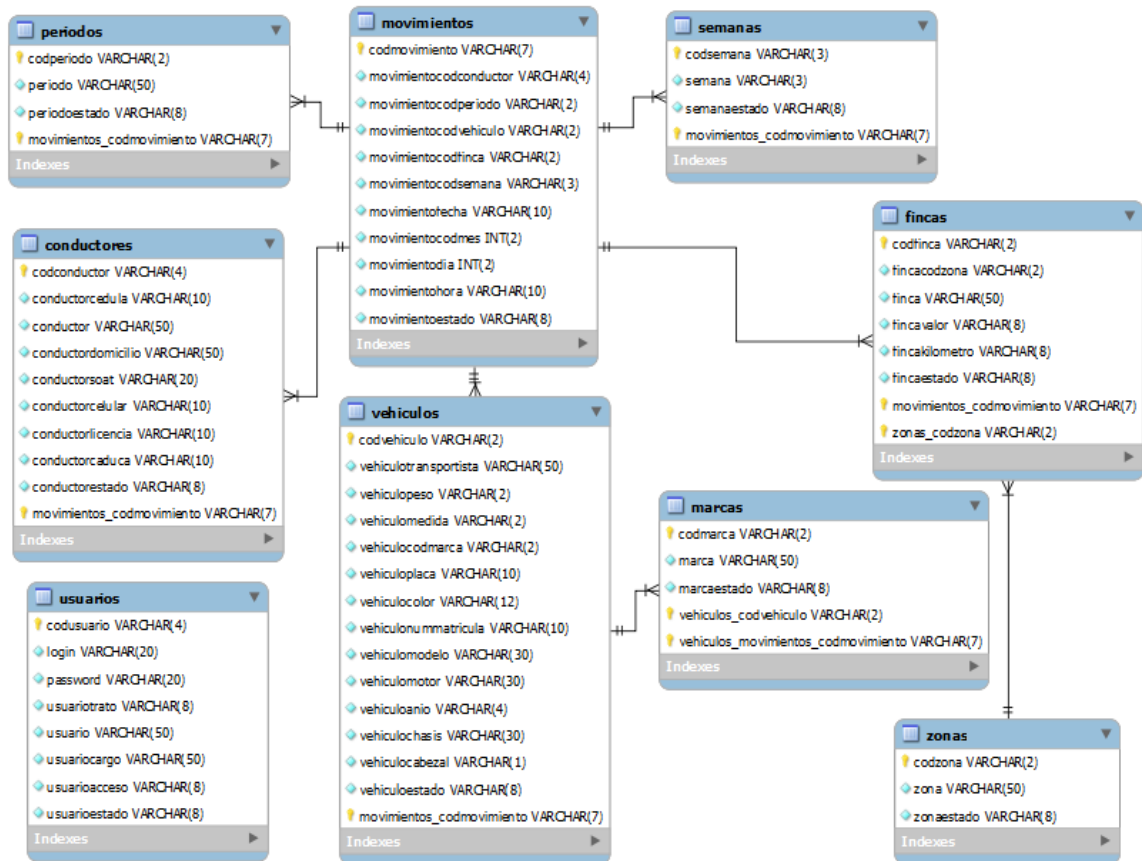 periodos
codperiodo VARCHAR(2)
periodo VARCHAR(50)
periodoestado VARCHAR(8)
movimientos_codmovimiento VARCHAR(7)
Indexes
movimientos
codmovimiento VARCHAR(7)
movimientocodconductor VARCHAR(4)
movimientocodperiodo VARCHAR(2)
movimientocodvehiculo VARCHAR(2)
movimientocodfinca VARCHAR(2)
movimientocodsemana VARCHAR(3)
movimientofecha VARCHAR(10)
movimientocodmes INT(2)
movimientodia INT(2)
movimientohora VARCHAR(10)
movimientoestado VARCHAR(8)
Indexes
semanas
codsemana VARCHAR(3)
semana VARCHAR(3)
semanaestado VARCHAR(8)
movimientos_codmovimiento VARCHAR(7)
Indexes
conductores
codconductor VARCHAR(4)
conductorcedula VARCHAR(10)
conductor VARCHAR(50)
conductordomicilio VARCHAR(50)
conductorsoat VARCHAR(20)
conductorcelular VARCHAR(10)
conductorlicencia VARCHAR(10)
conductorcaduca VARCHAR(10)
conductorestado VARCHAR(8)
movimientos_codmovimiento VARCHAR(7)
Indexes
fincas
codfinca VARCHAR(2)
fincacodzona VARCHAR(2)
finca VARCHAR(50)
fincavalor VARCHAR(8)
fincakilometro VARCHAR(8)
fincaestado VARCHAR(8)
movimientos_codmovimiento VARCHAR(7)
zonas_codzona VARCHAR(2)
Indexes
vehiculos
codvehiculo VARCHAR(2)
vehiculotransportista VARCHAR(50)
vehiculopeso VARCHAR(2)
vehiculomedida VARCHAR(2)
vehiculocodmarca VARCHAR(2)
vehiculoplaca VARCHAR(10)
vehiculocolor VARCHAR(12)
vehiculonummatricula VARCHAR(10)
vehiculomodelo VARCHAR(30)
vehiculomotor VARCHAR(30)
vehiculoanio VARCHAR(4)
vehiculochasis VARCHAR(30)
vehiculocabezal VARCHAR(1)
vehiculoestado VARCHAR(8)
movimientos_codmovimiento VARCHAR(7)
Indexes
marcas
codmarca VARCHAR(2)
marca VARCHAR(50)
marcaestado VARCHAR(8)
vehiculos_codvehiculo VARCHAR(2)
vehiculos_movimientos_codmovimiento VARCHAR(7)
Indexes
usuarios
codusuario VARCHAR(4)
login VARCHAR(20)
password VARCHAR(20)
usuariotrato VARCHAR(8)
usuario VARCHAR(50)
usuariocargo VARCHAR(50)
usuarioacceso VARCHAR(8)
usuarioestado VARCHAR(8)
Indexes
zonas
codzona VARCHAR(2)
zona VARCHAR(50)
zonaestado VARCHAR(8)
Indexes